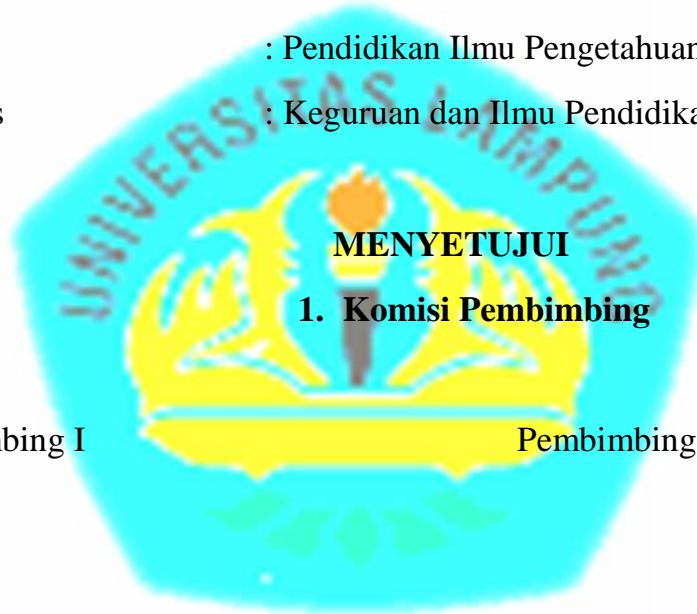 : Pendidikan Ilmu Pengetahuan
s : Keguruan dan Ilmu Pendidika
UNIVERSITAS LAMPUNG
MENYETUJUI
1. Komisi Pembimbing
bing I Pembimbing